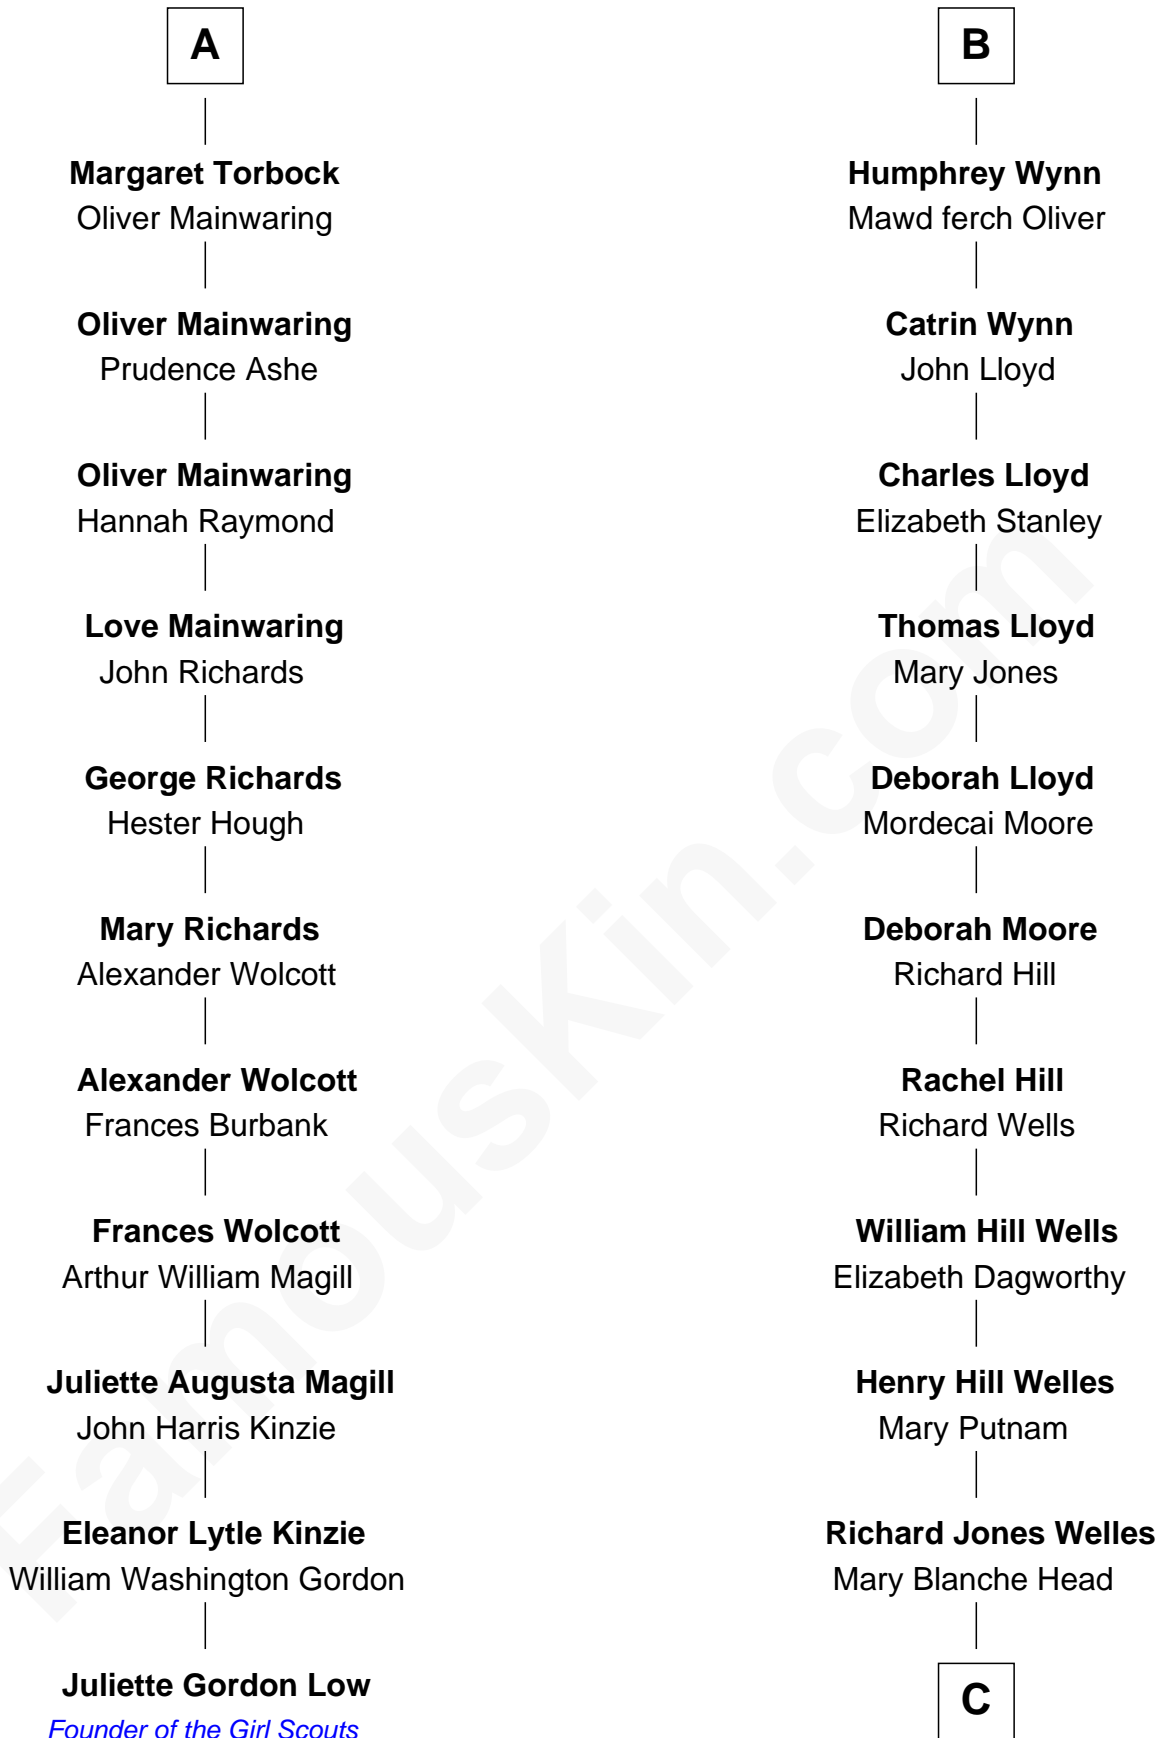 A
Margaret Torbock
Oliver Mainwaring
Oliver Mainwaring
Prudence Ashe
Oliver Mainwaring
Hannah Raymond
Love Mainwaring
John Richards
George Richards
Hester Hough
Mary Richards
Alexander Wolcott
Alexander Wolcott
Frances Burbank
Frances Wolcott
Arthur William Magill
Juliette Augusta Magill
John Harris Kinzie
Eleanor Lytle Kinzie
William Washington Gordon
Juliette Gordon Low
Founder of the Girl Scouts
B
Humphrey Wynn
Mawd ferch Oliver
Catrin Wynn
John Lloyd
Charles Lloyd
Elizabeth Stanley
Thomas Lloyd
Mary Jones
Deborah Lloyd
Mordecai Moore
Deborah Moore
Richard Hill
Rachel Hill
Richard Wells
William Hill Wells
Elizabeth Dagworthy
Henry Hill Welles
Mary Putnam
Richard Jones Welles
Mary Blanche Head
C
FamousKin.com